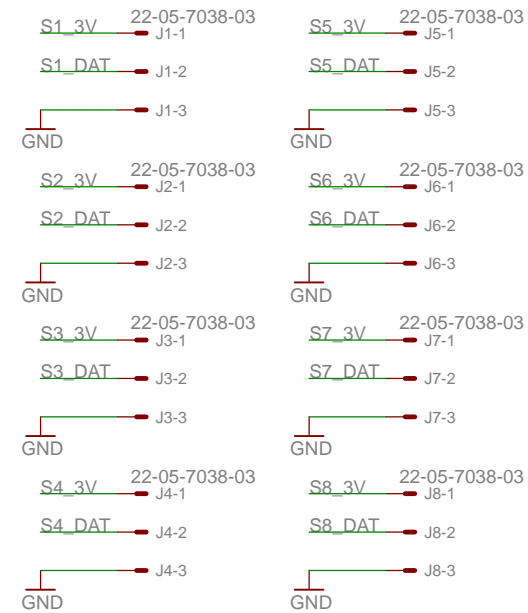 22-05-7038-03
S1_3V J1-1
S1_DAT J1-2
J1-3
GND
22-05-7038-03
S2_3V J2-1
S2_DAT J2-2
J2-3
GND
22-05-7038-03
S3_3V J3-1
S3_DAT J3-2
J3-3
GND
22-05-7038-03
S4_3V J4-1
S4_DAT J4-2
J4-3
GND
22-05-7038-03
S5_3V J5-1
S5_DAT J5-2
J5-3
GND
22-05-7038-03
S6_3V J6-1
S6_DAT J6-2
J6-3
GND
22-05-7038-03
S7_3V J7-1
S7_DAT J7-2
J7-3
GND
22-05-7038-03
S8_3V J8-1
S8_DAT J8-2
J8-3
GND